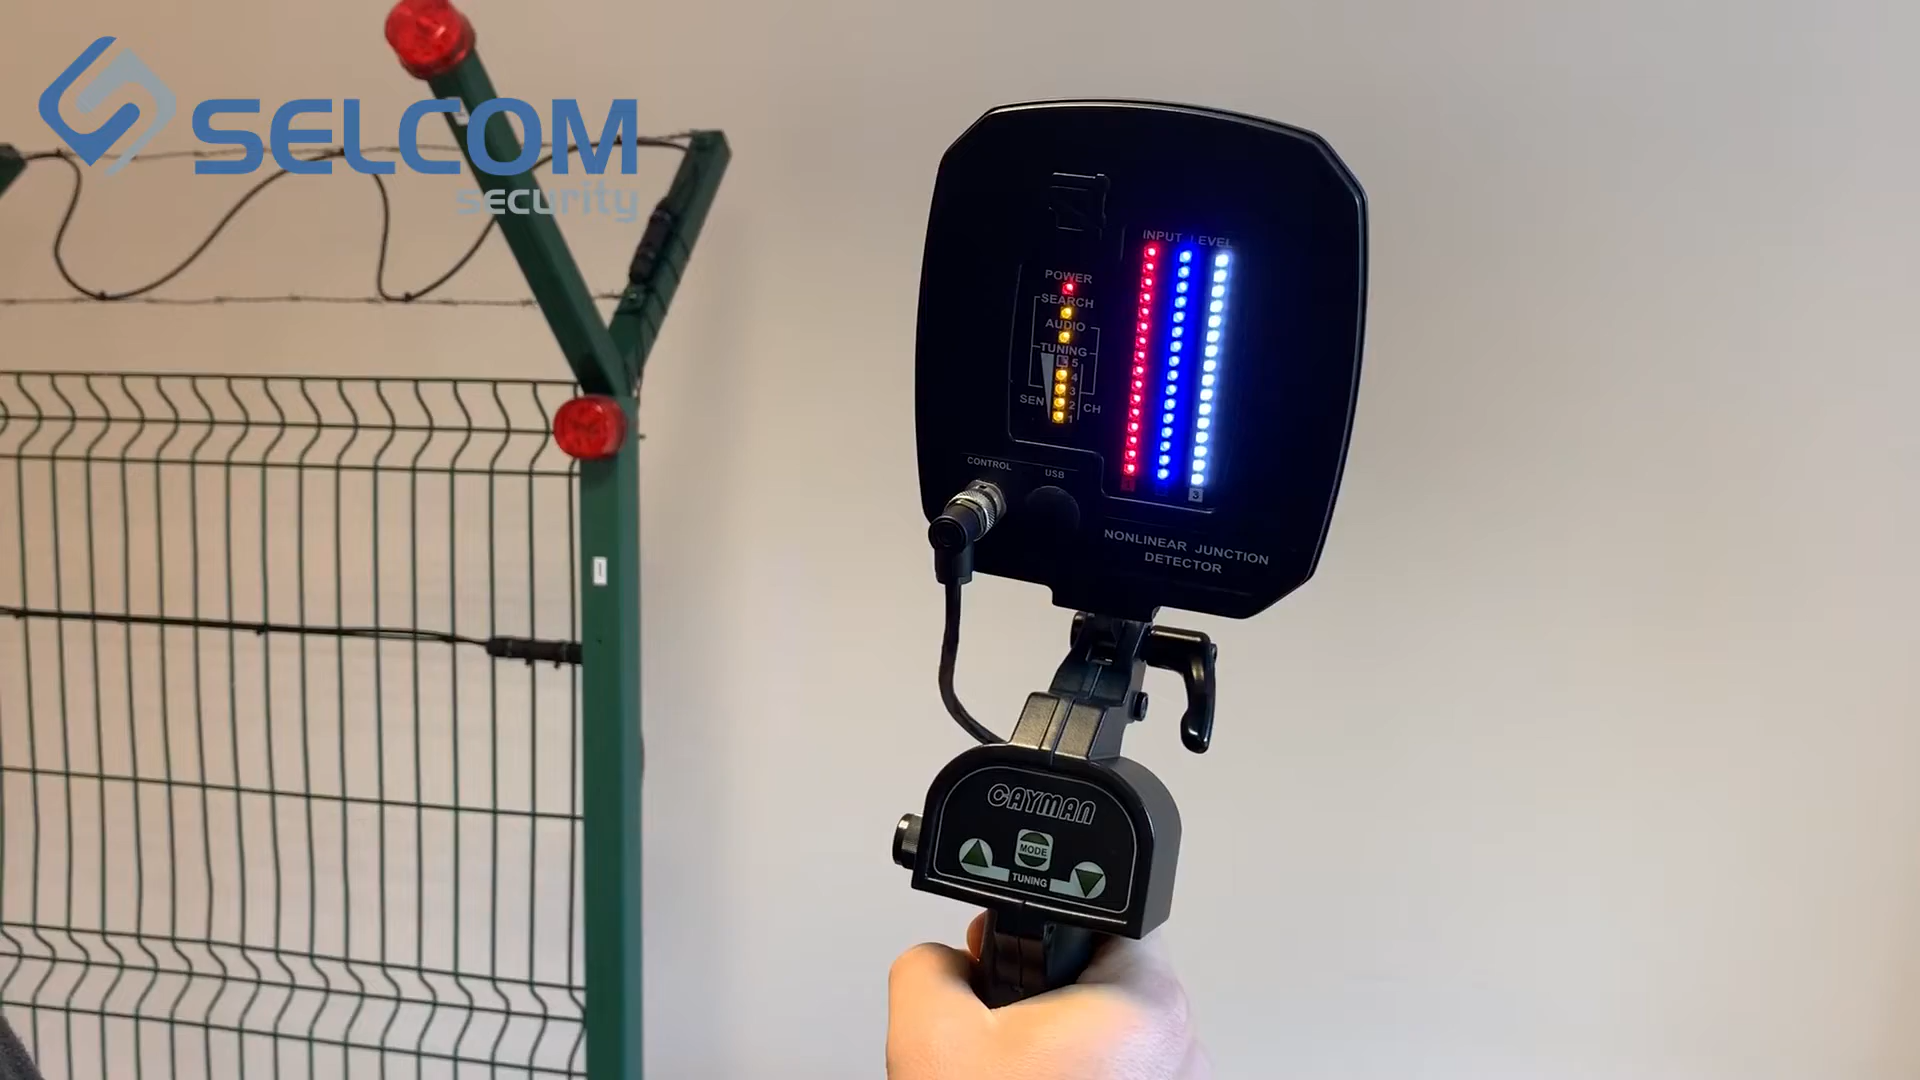 SELCOM
security
INPUT LEVEL
POWER
SEARCH
AUDIO
TUNING
5
4
3
SEN 2 CH
1
3
CONTROL
USB
NONLINEAR JUNCTION
DETECTOR
CAYMAN
MODE
TUNING